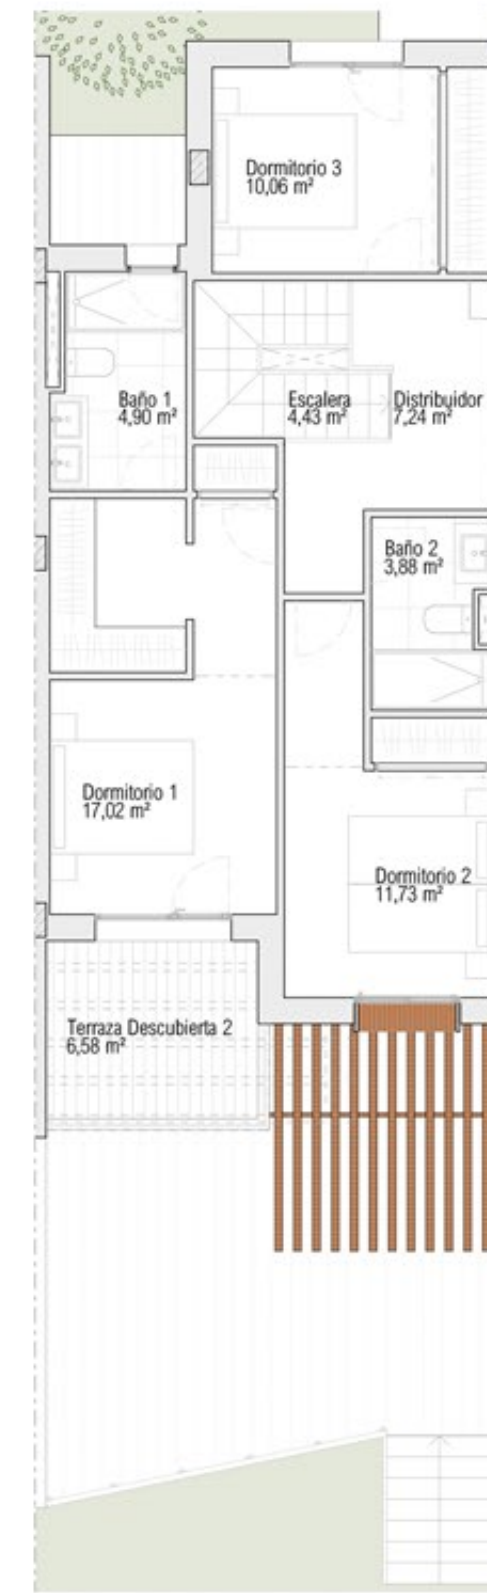 Dormitorio 3
10,06 m²
Baño 1
4,90 m²
Escalera
4,43 m²
Distribuidor
7,24 m²
Baño 2
3,88 m²
Dormitorio 1
17,02 m²
Dormitorio 2
11,73 m²
Terraza Descubierta 2
6,58 m²